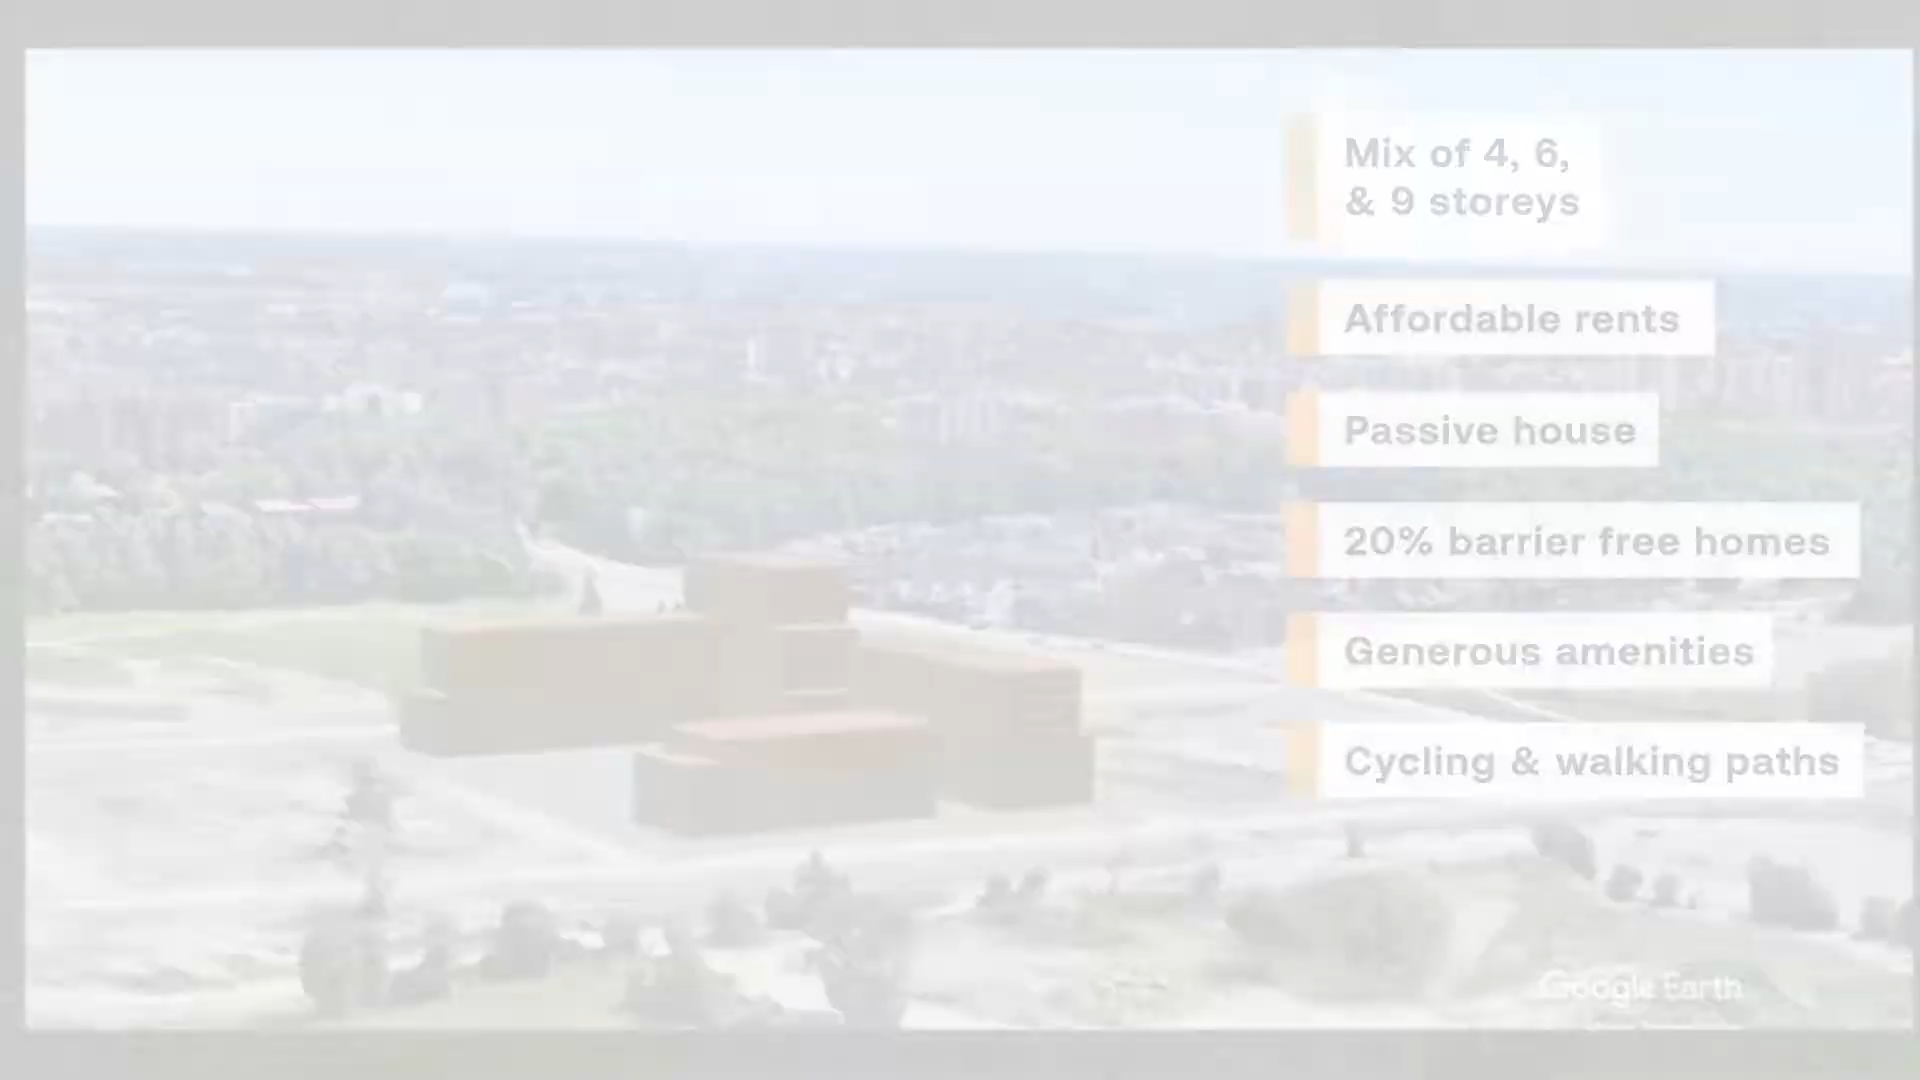 Mix of 4, 6,
& 9 storeys
Affordable rents
Passive house
20% barrier free homes
Generous amenities
Cycling & walking paths
Google Earth